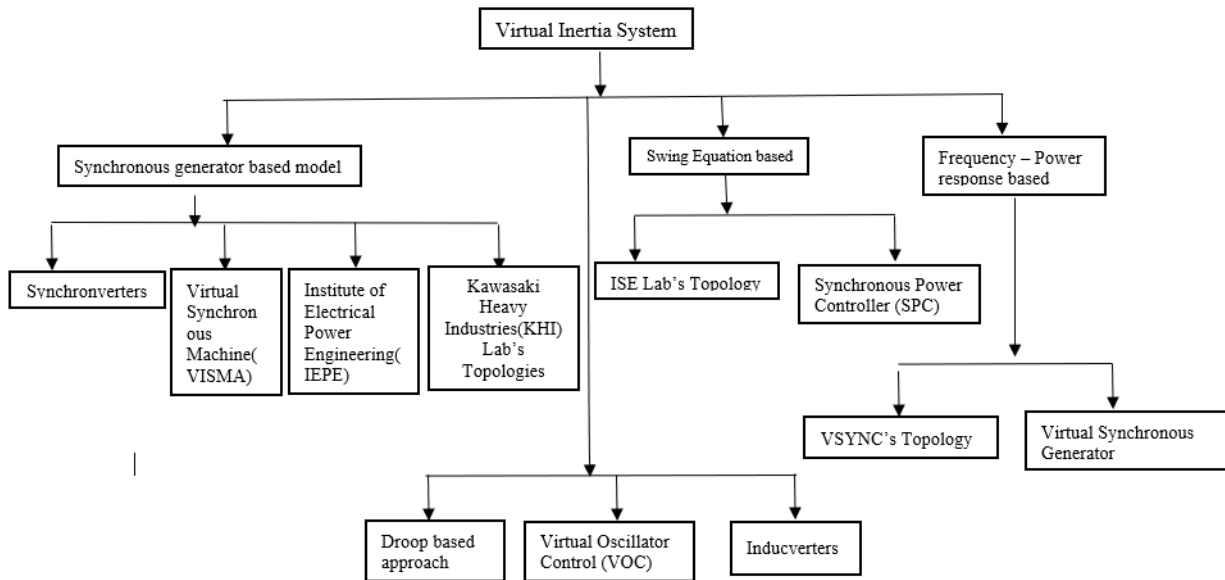 Virtual Inertia System
Synchronous generator based model
Swing Equation based
Frequency – Power
response based
Synchronverters
Virtual
Synchron
ous
Machine(
VISMA)
Institute of
Electrical
Power
Engineering(
IEPE)
Kawasaki
Heavy
Industries(KHI)
Lab's
Topologies
ISE Lab's Topology
Synchronous Power
Controller (SPC)
VSYNC's Topology
Virtual Synchronous
Generator
Droop based
approach
Virtual Oscillator
Control (VOC)
Inducverters